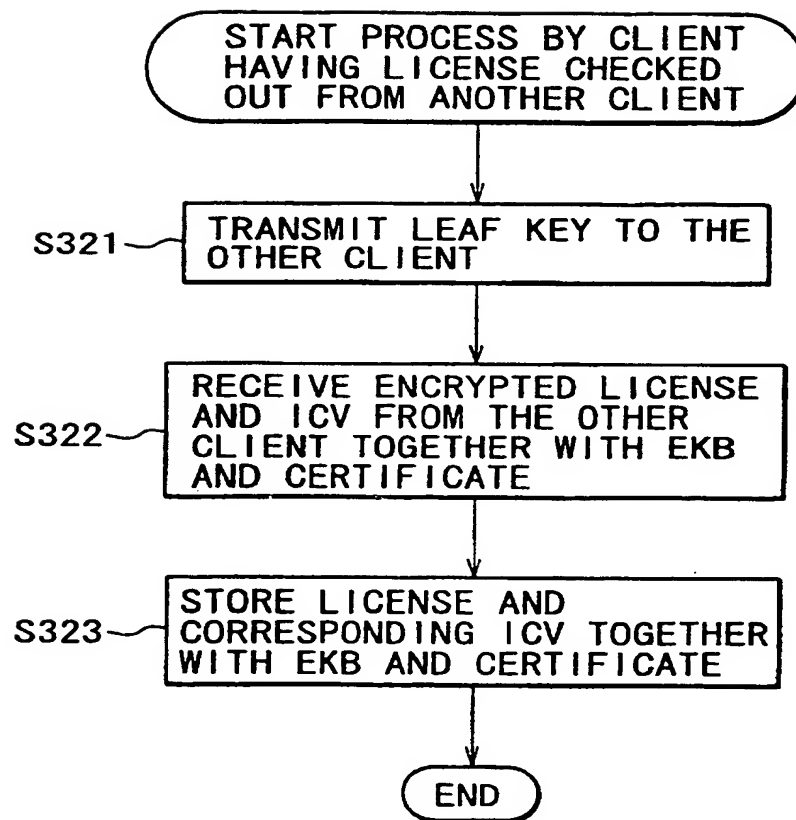 START PROCESS BY CLIENT
HAVING LICENSE CHECKED
OUT FROM ANOTHER CLIENT
S321
TRANSMIT LEAF KEY TO THE
OTHER CLIENT
S322
RECEIVE ENCRYPTED LICENSE
AND ICV FROM THE OTHER
CLIENT TOGETHER WITH EKB
AND CERTIFICATE
S323
STORE LICENSE AND
CORRESPONDING ICV TOGETHER
WITH EKB AND CERTIFICATE
END